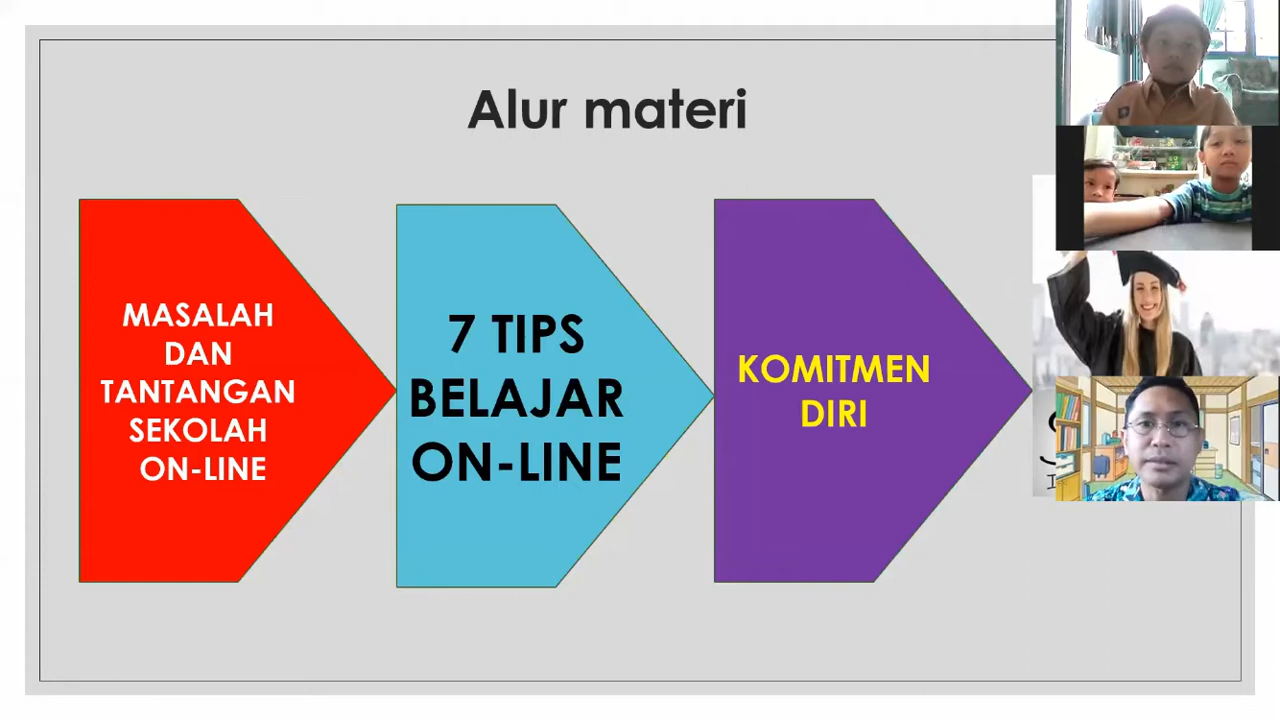 Alur materi
MASALAH
DAN
TANTANGAN
SEKOLAH
ON-LINE
7 TIPS
BELAJAR
ON-LINE
KOMITMEN
DIRI